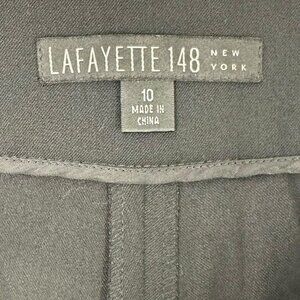 LAFAYETTE 148 NEW YORK
10
MADE IN
CHINA